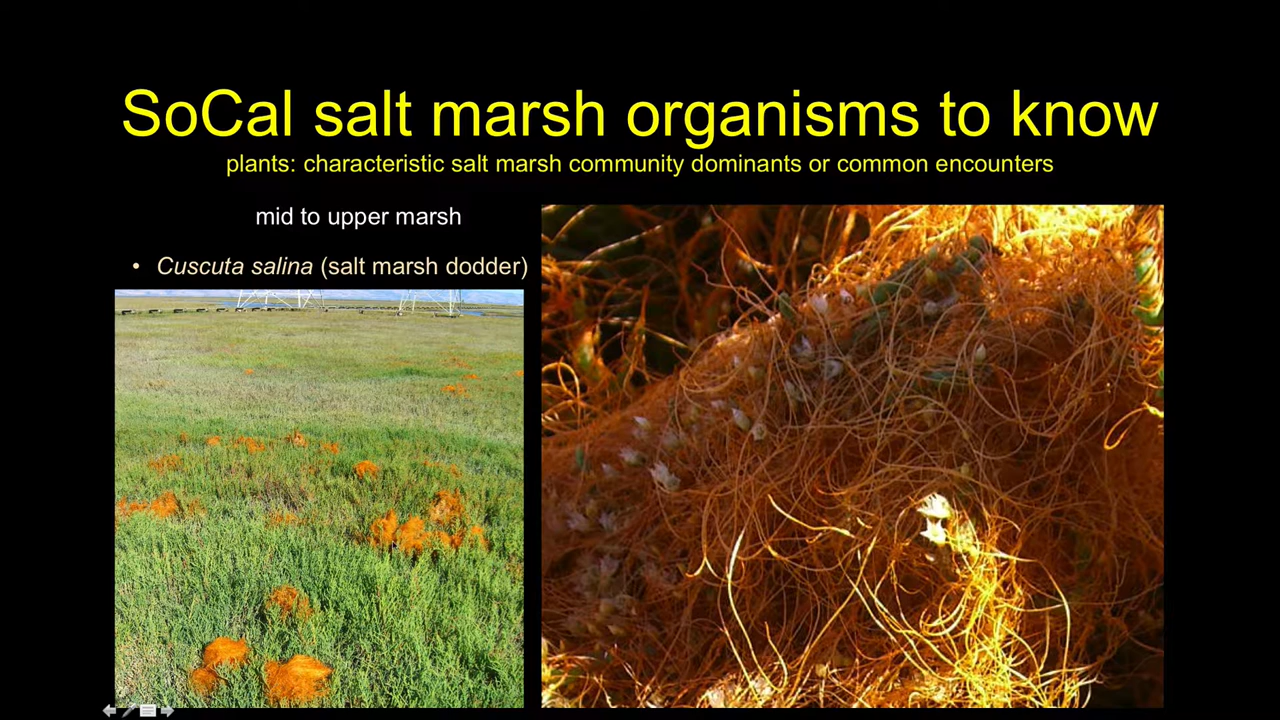 SoCal salt marsh organisms to know
plants: characteristic salt marsh community dominants or common encounters
mid to upper marsh
• Cuscuta salina (salt marsh dodder)